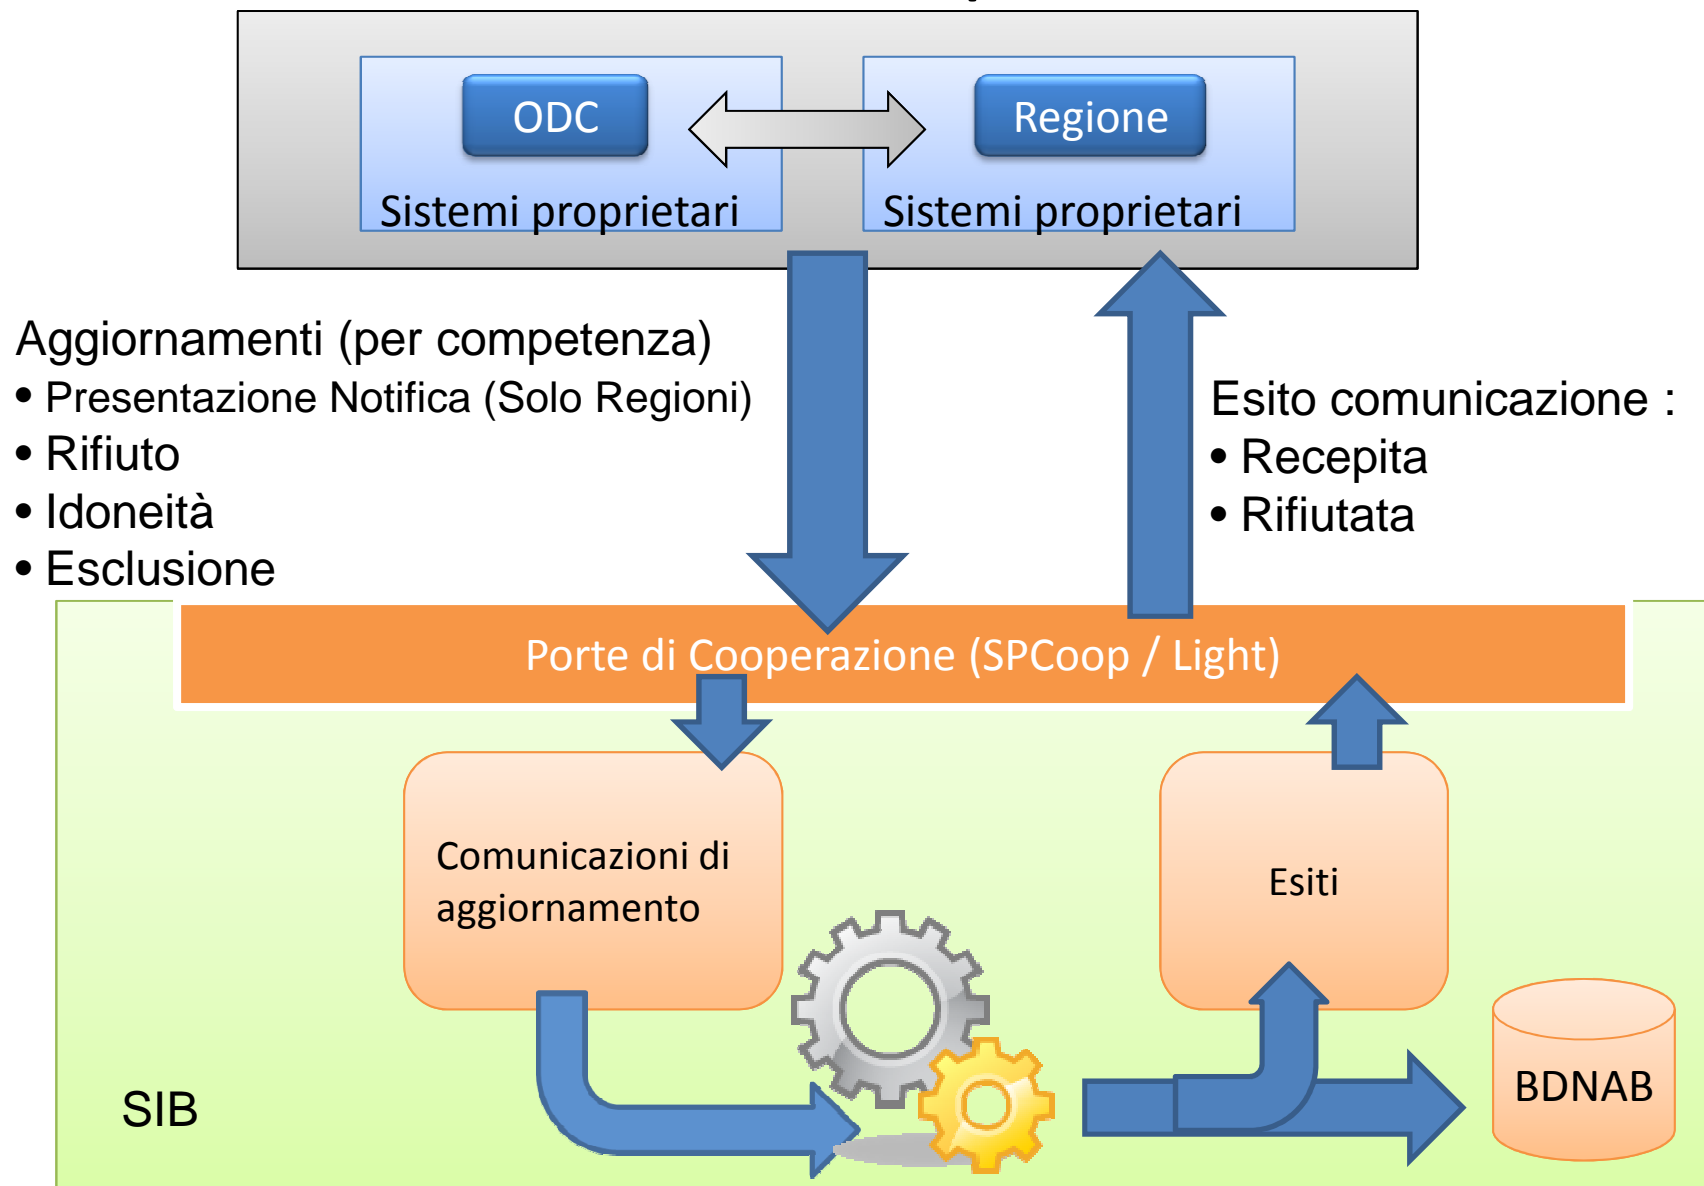 ODC
Regione
Sistemi proprietari
Sistemi proprietari
Aggiornamenti (per competenza)
• Presentazione Notifica (Solo Regioni)
• Rifiuto
• Idoneità
• Esclusione
Esito comunicazione :
• Recepita
• Rifiutata
Porte di Cooperazione (SPCoop / Light)
Comunicazioni di
aggiornamento
Esiti
BDNAB
SIB